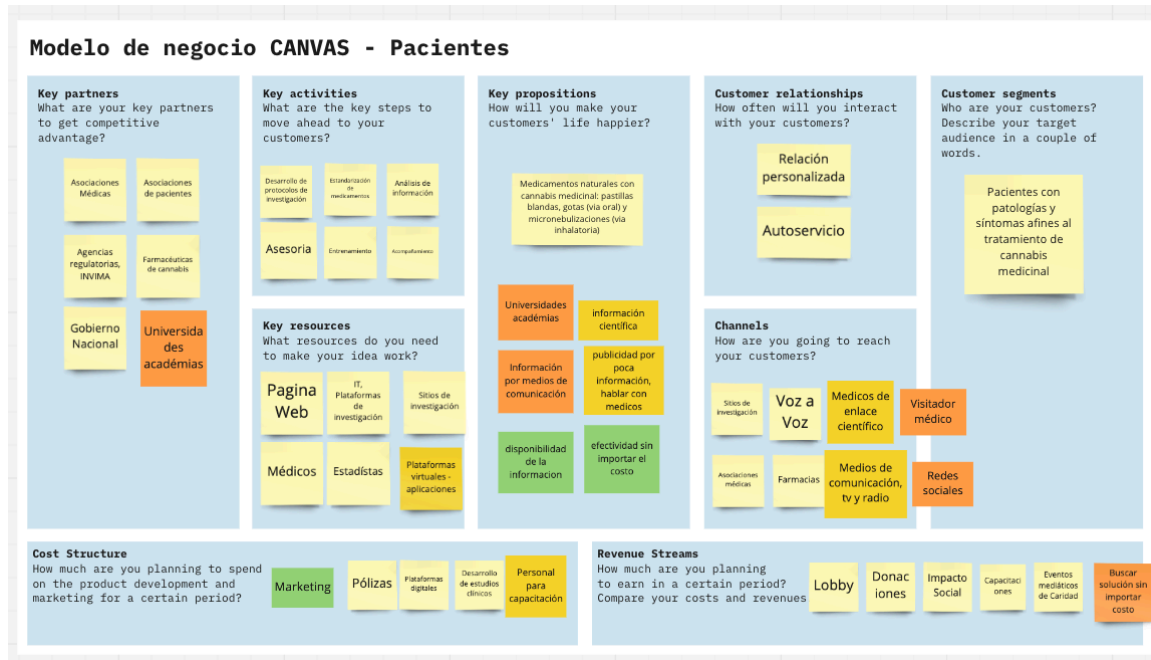 Modelo de negocio CANVAS - Pacientes
Key partners
What are your key partners
to get competitive
advantage?
Asociaciones
Médicas
Asociaciones
de pacientes
Agencias
regulatorias,
INVIMA
Farmacéuticas
de cannabis
Gobierno
Nacional
Universida
des
académias
Key activities
What are the key steps to
move ahead to your
customers?
Desarrollo de
protocolos de
investigación
Estandarización
de
medicamentos
Análisis de
información
Asesoria
Entrenamiento
Acompañamiento
Key resources
What resources do you need
to make your idea work?
Pagina
Web
IT,
Plataformas
de
investigación
Sitios de
investigación
Médicos
Estadístas
Plataformas
virtuales -
aplicaciones
Key propositions
How will you make your
customers' life happier?
Medicamentos naturales con
cannabis medicinal: pastillas
blandas, gotas (via oral) y
micronebulizaciones (via
inhalatoria)
Universidades
académias
información
científica
Información
por medios de
comunicación
publicidad por
poca
información,
hablar con
medicos
disponibilidad
de la
informacion
efectividad sin
importar el
costo
Customer relationships
How often will you interact
with your customers?
Relación
personalizada
Autoservicio
Channels
How are you going to reach
your customers?
Sitios de
investigación
Voz a
Voz
Medicos de
enlace
científico
Visitador
médico
Asociaciones
médicas
Farmacias
Medios de
comunicación,
tv y radio
Redes
sociales
Customer segments
Who are your customers?
Describe your target
audience in a couple of
words.
Pacientes con
patologías y
síntomas afines al
tratamiento de
cannabis
medicinal
Cost Structure
How much are you planning to spend
on the product development and
marketing for a certain period?
Marketing
Pólizas
Plataformas
digitales
Desarrollo
de estudios
clínicos
Personal
para
capacitación
Revenue Streams
How much are you planning
to earn in a certain period?
Compare your costs and revenues
Lobby
Donac
iones
Impacto
Social
Capacitaci
ones
Eventos
mediáticos
de Caridad
Buscar
solución sin
importar
costo